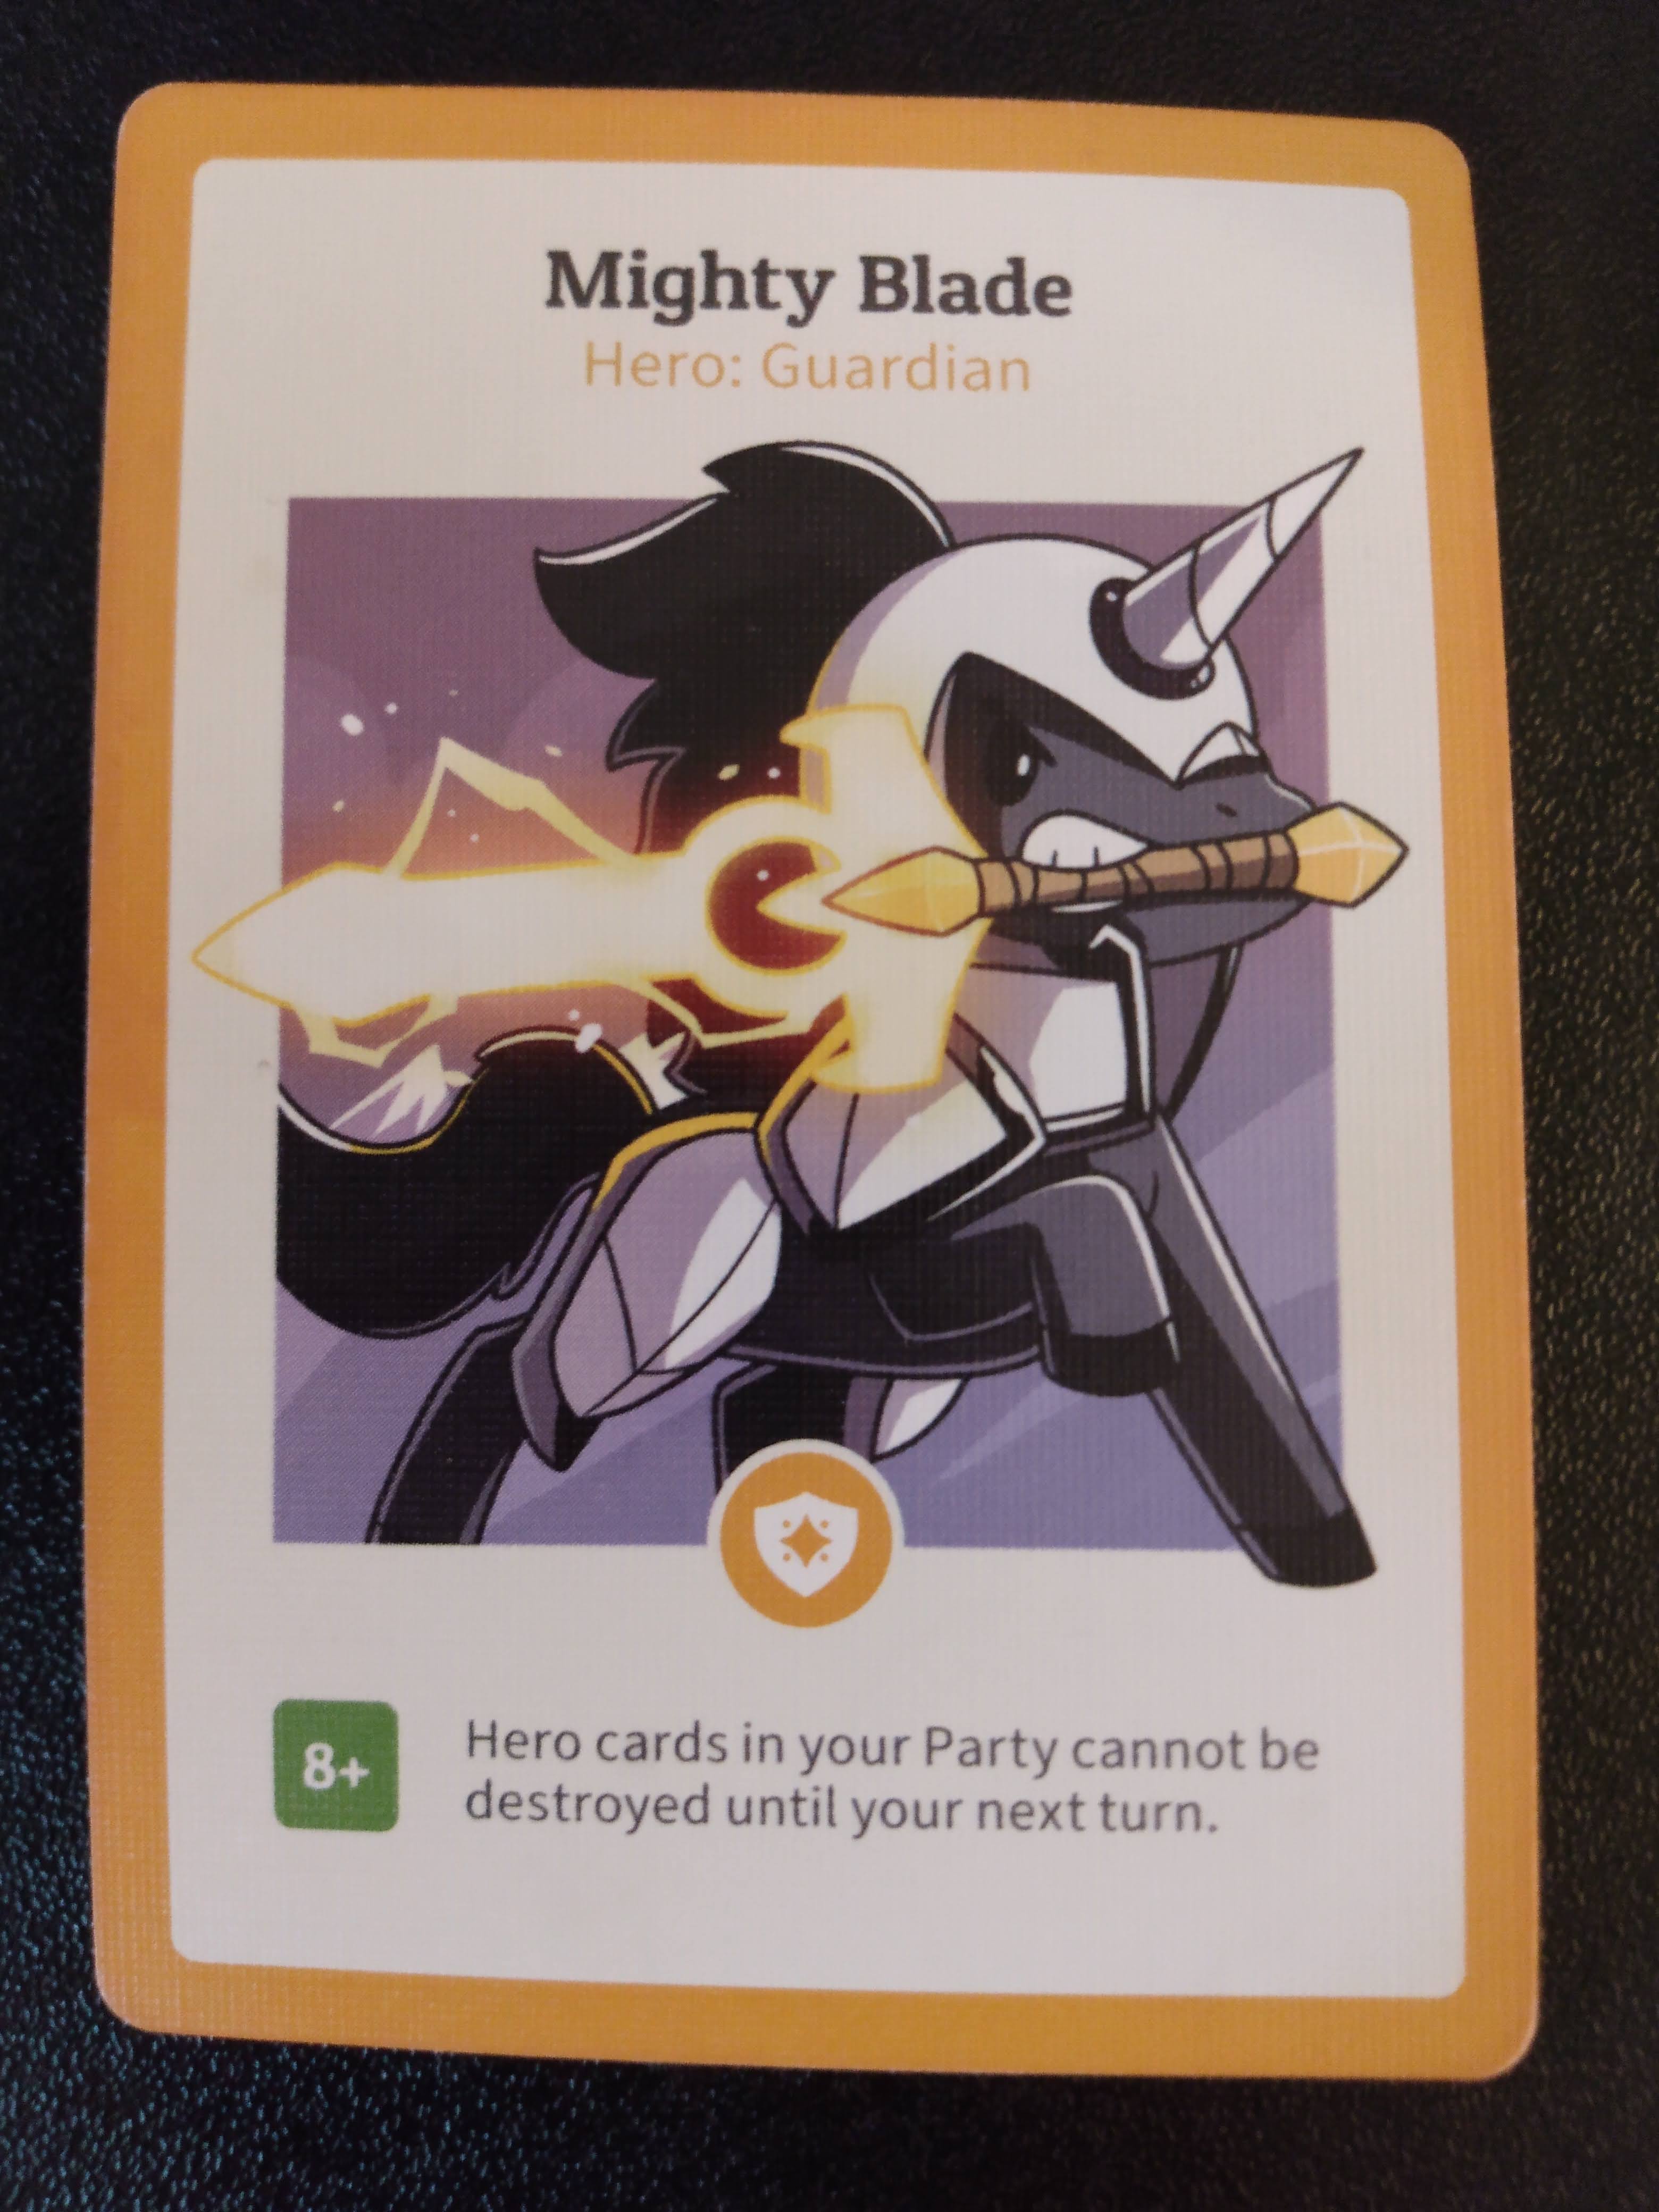 Mighty Blade
Hero: Guardian
8+
Hero cards in your Party cannot be
destroyed until your next turn.